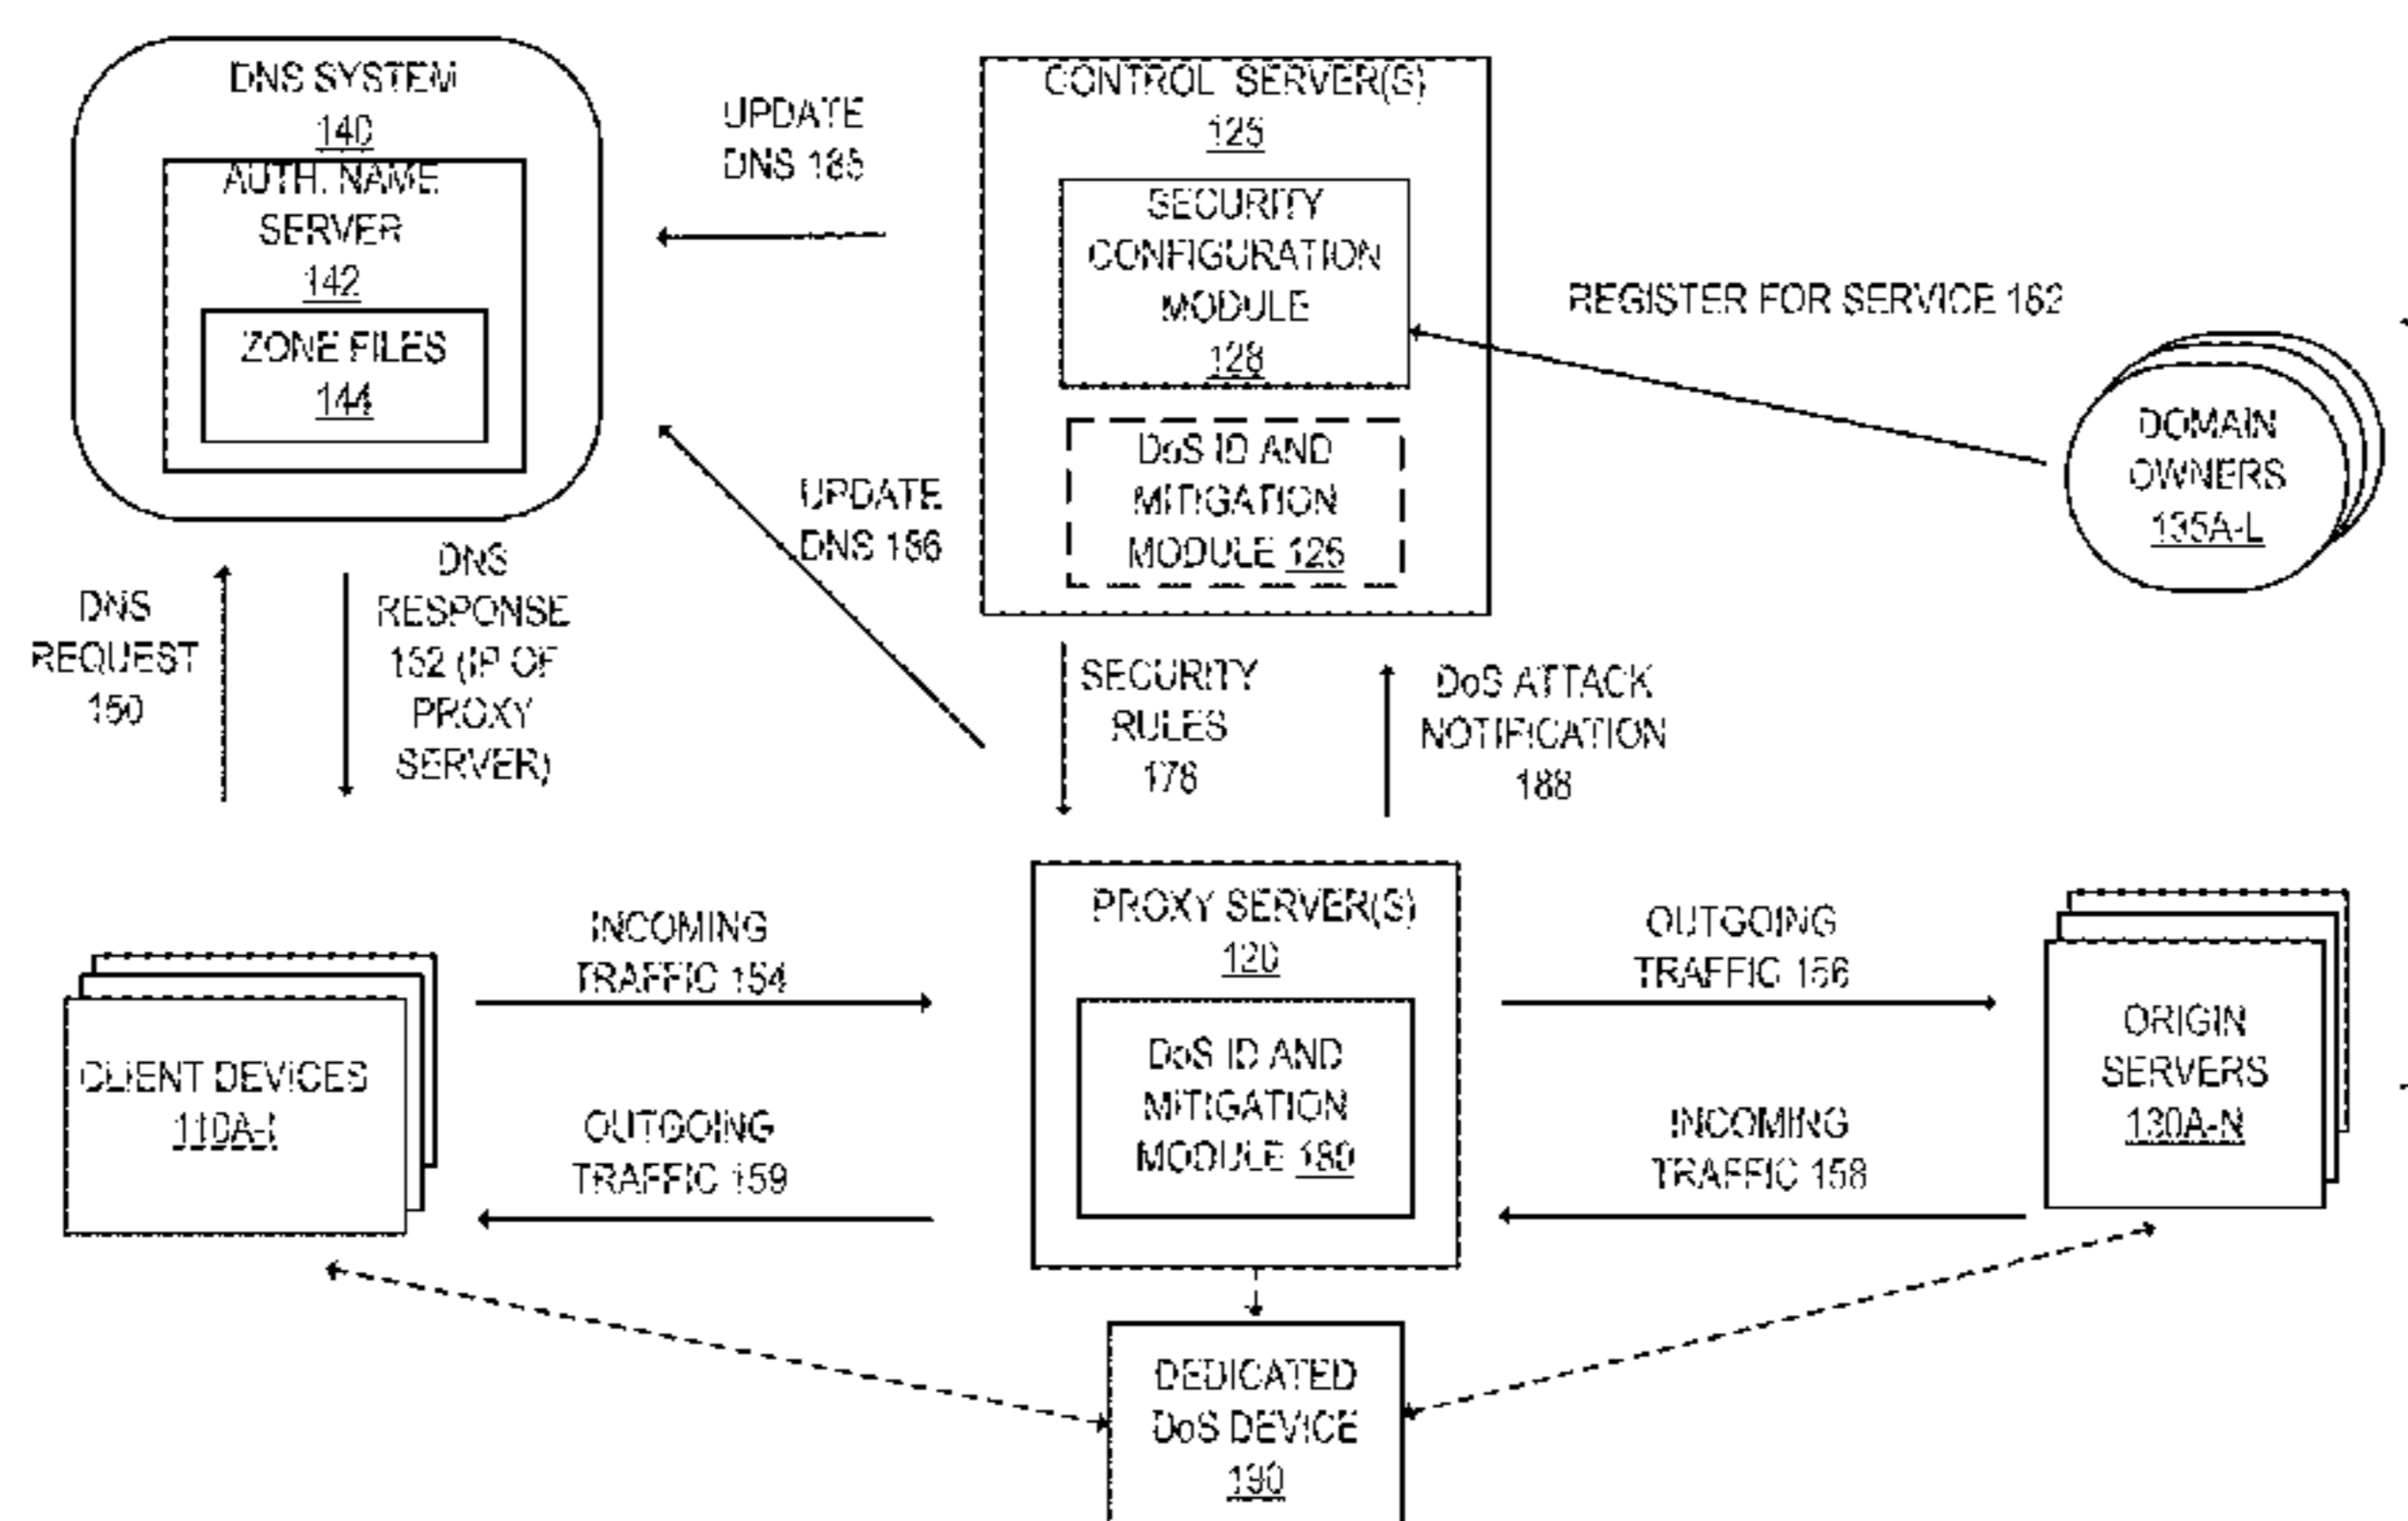 DNS SYSTEM
140
AUTH. NAME
SERVER
142
ZONE FILES
144
UPDATE
DNS 185
CONTROL SERVER(S)
125
SECURITY
CONFIGURATION
MODULE
128
DoS ID AND
MITIGATION
MODULE 126
REGISTER FOR SERVICE 162
DOMAIN
OWNERS
135A-L
UPDATE
DNS 186
DNS
REQUEST
150
DNS
RESPONSE
152 (IP OF
PROXY
SERVER)
SECURITY
RULES
178
DoS ATTACK
NOTIFICATION
188
CLIENT DEVICES
110A-I
INCOMING
TRAFFIC 154
OUTGOING
TRAFFIC 159
PROXY SERVER(S)
120
DoS ID AND
MITIGATION
MODULE 180
OUTGOING
TRAFFIC 156
INCOMING
TRAFFIC 158
ORIGIN
SERVERS
130A-N
DEDICATED
DoS DEVICE
190